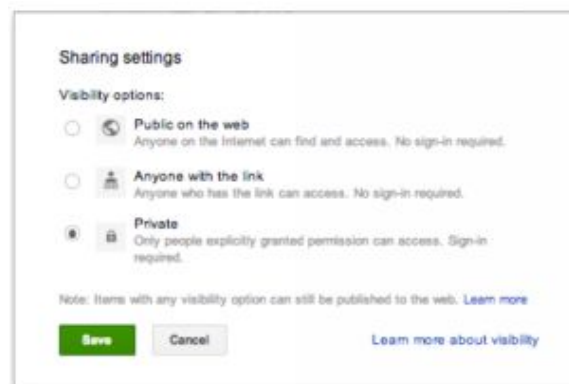 Sharing settings
Visibility options:
Public on the web
Anyone on the Internet can find and access. No sign-in required.
Anyone with the link
Anyone who has the link can access. No sign-in required.
Private
Only people explicitly granted permission can access. Sign-in
required.
Note: Items with any visibility option can still be published to the web. Learn more
Save Cancel Learn more about visibility